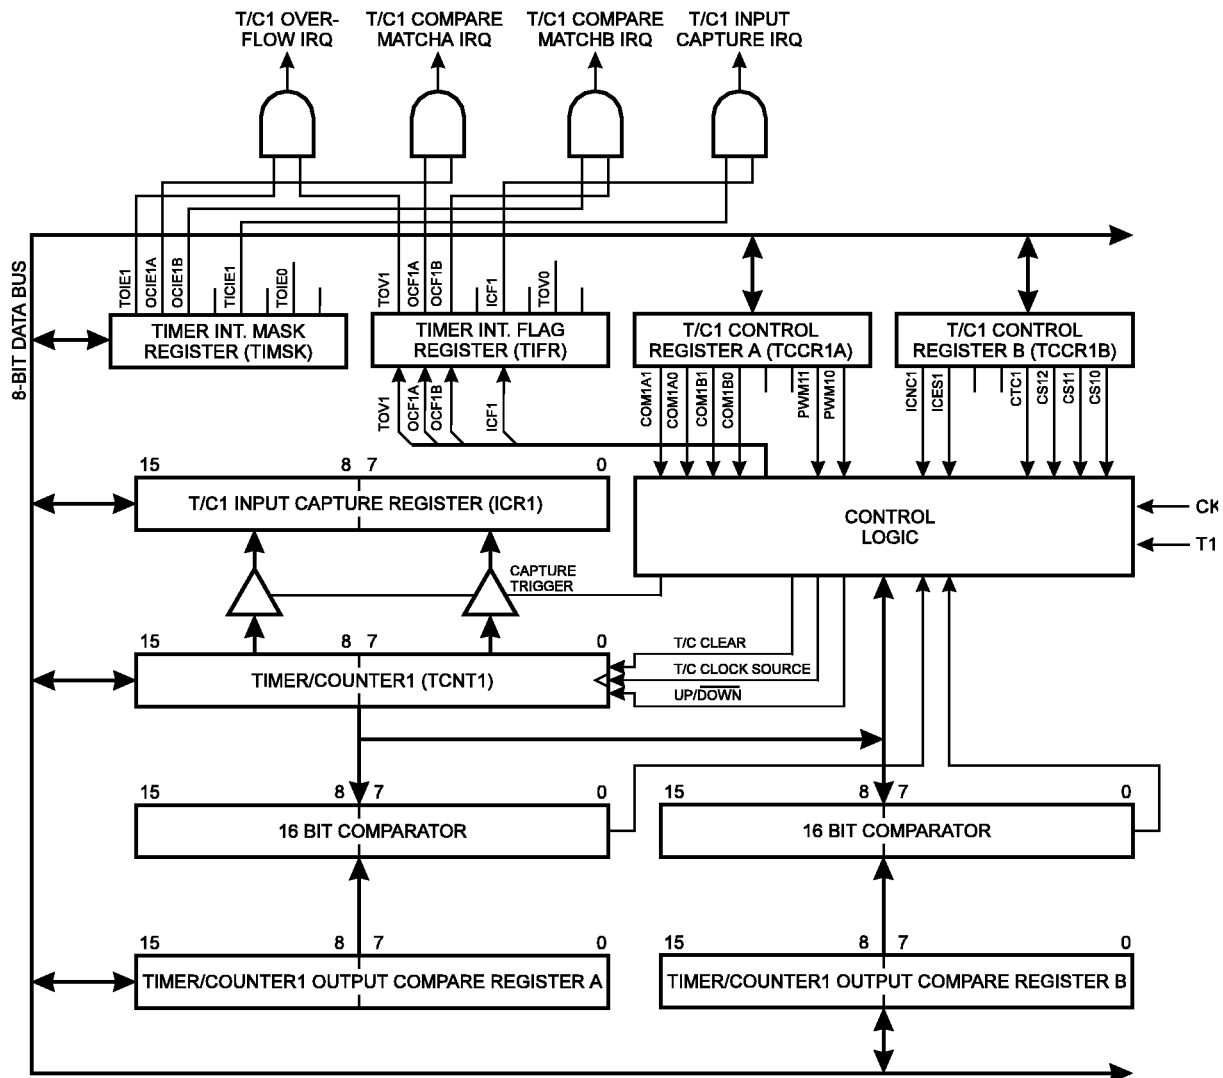 T/C1 OVER-
FLOW IRQ
T/C1 COMPARE
MATCHA IRQ
T/C1 COMPARE
MATCHB IRQ
T/C1 INPUT
CAPTURE IRQ
8-BIT DATA BUS
TOIE1
OCIE1A
OCIE1B
TICIE1
TOIE0
TOV1
OCF1A
OCF1B
ICF1
TOV0
TIMER INT. MASK
REGISTER (TIMSK)
TIMER INT. FLAG
REGISTER (TIFR)
T/C1 CONTROL
REGISTER A (TCCR1A)
T/C1 CONTROL
REGISTER B (TCCR1B)
TOV1
OCF1A
OCF1B
ICF1
COM1A1
COM1A0
COM1B1
COM1B0
PWM11
PWM10
ICNC1
ICES1
CTC1
CS12
CS11
CS10
15 8 7 0
T/C1 INPUT CAPTURE REGISTER (ICR1)
CONTROL
LOGIC
CK
T1
CAPTURE
TRIGGER
15 8 7 0
TIMER/COUNTER1 (TCNT1)
T/C CLEAR
T/C CLOCK SOURCE
UP/DOWN
15 8 7 0
16 BIT COMPARATOR
15 8 7 0
16 BIT COMPARATOR
15 8 7 0
TIMER/COUNTER1 OUTPUT COMPARE REGISTER A
15 8 7 0
TIMER/COUNTER1 OUTPUT COMPARE REGISTER B